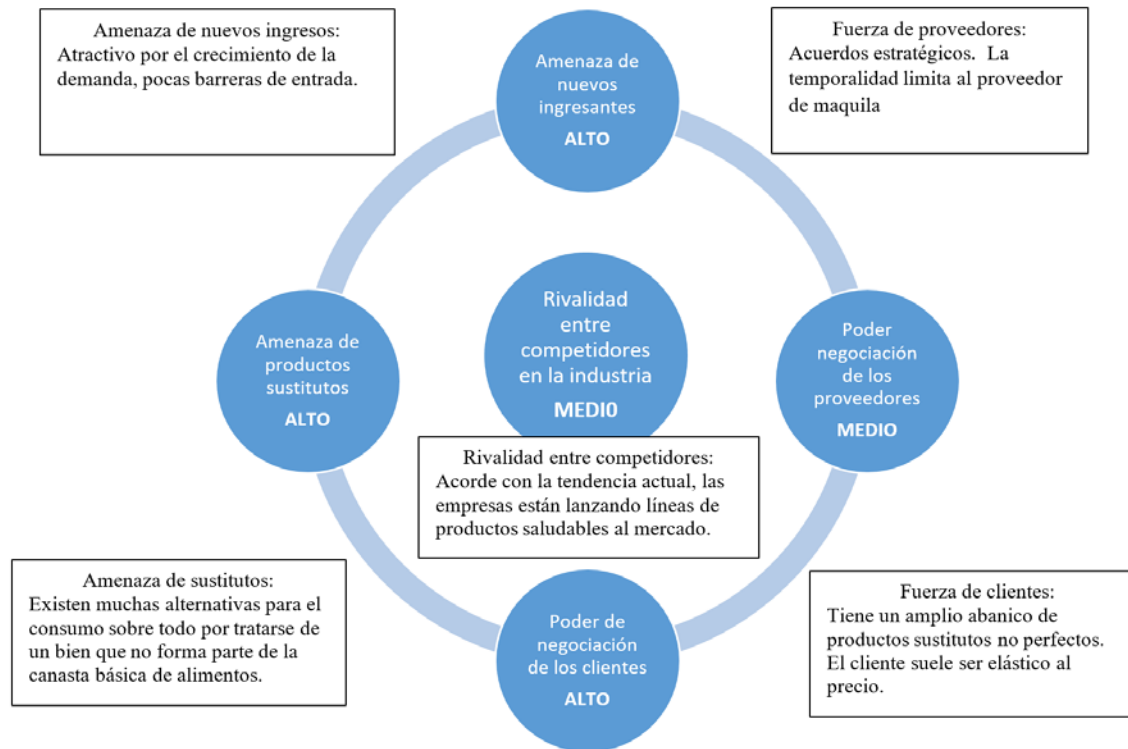 Amenaza de nuevos ingresos:
Atractivo por el crecimiento de la
demanda, pocas barreras de entrada.
Amenaza de
nuevos
ingresantes
ALTO
Fuerza de proveedores:
Acuerdos estratégicos. La
temporalidad limita al proveedor
de maquila
Amenaza de
productos
sustitutos
ALTO
Rivalidad
entre
competidores
en la industria
MEDI0
Poder
negociación
de los
proveedores
MEDIO
Rivalidad entre competidores:
Acorde con la tendencia actual, las
empresas están lanzando líneas de
productos saludables al mercado.
Amenaza de sustitutos:
Existen muchas alternativas para el
consumo sobre todo por tratarse de
un bien que no forma parte de la
canasta básica de alimentos.
Poder de
negociación
de los clientes
ALTO
Fuerza de clientes:
Tiene un amplio abanico de
productos sustitutos no perfectos.
El cliente suele ser elástico al
precio.